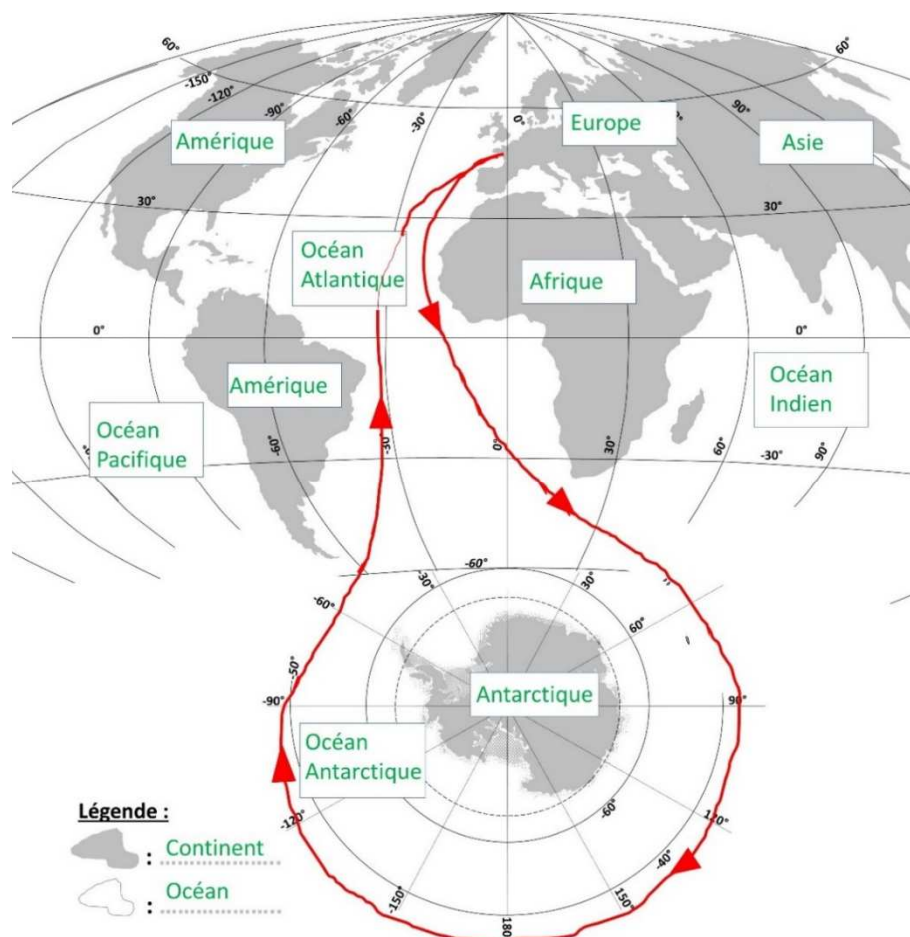 60°
60°
-150°
-120°
-90°
-60°
-30°
0°
90°
Amérique
Europe
Asie
30°
30°
Océan
Atlantique
Afrique
0°
0°
Amérique
Océan
Indien
Océan
Pacifique
-60°
-30°
0°
30°
60°
-30°
90°
-60°
-30°
30°
-60°
60°
-50°
-90°
Antarctique
90°
Océan
Antarctique
-60°
-120°
120°
-40°
-150°
150°
180
Légende :
: Continent
: Océan